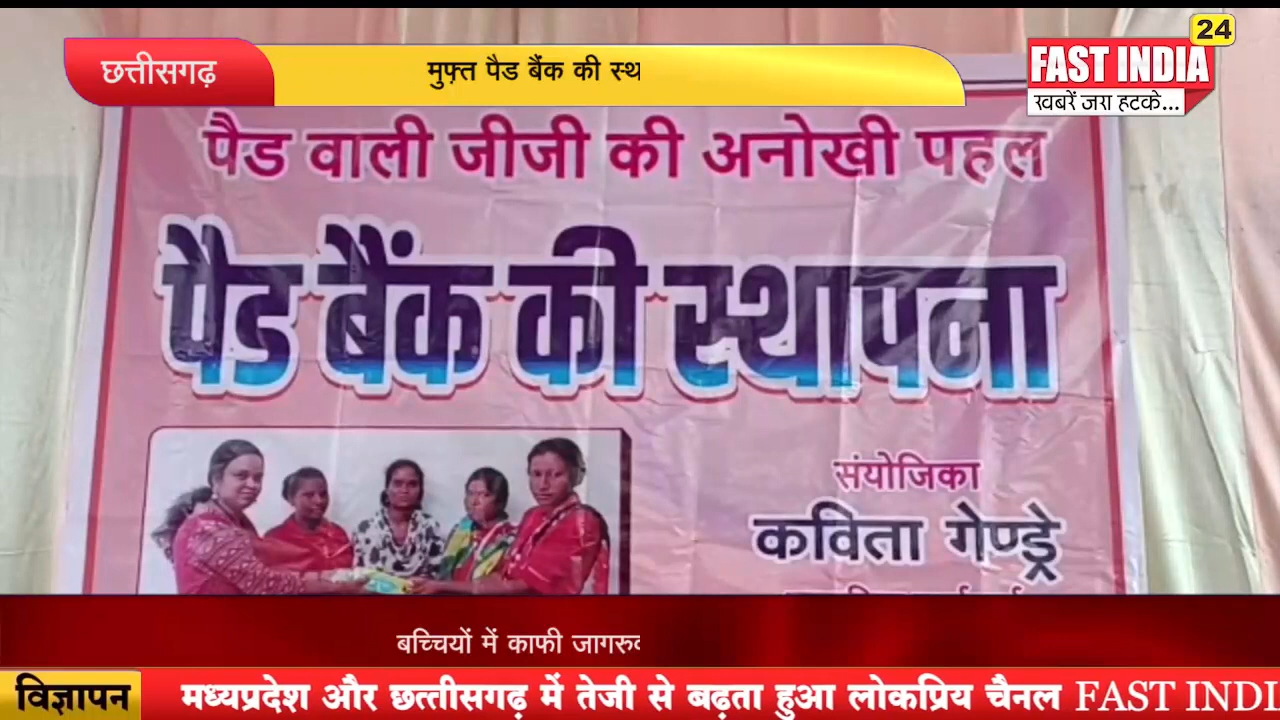 24
छत्तीसगढ़
मुफ़्त पैड बैंक की स्थ
FAST INDIA
खबरें जरा हटके...
पैड वाली जीजी की अनोखी पहल
पैड बैंक की स्थापना
संयोजिका
कविता गेण्ड्रे
बच्चियों में काफी
विज्ञापन
मध्यप्रदेश और छत्तीसगढ़ में तेजी से बढ़ता हुआ लोकप्रिय चैनल FAST INDI